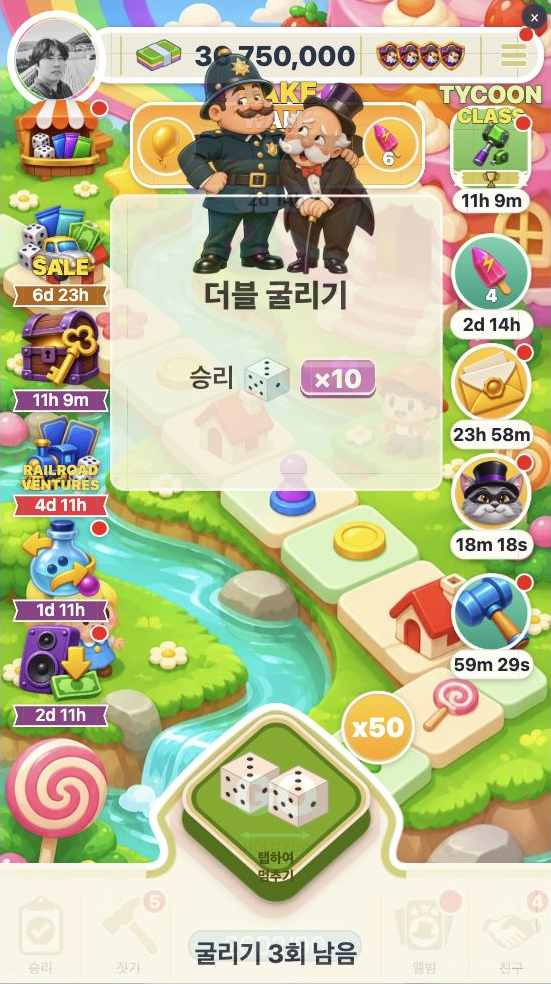 30,750,000
TYCOON
CLASS
6
11h 9m
SALE
6d 23h
더블 굴리기
4
2d 14h
승리 x10
11h 9m
23h 58m
RAILROAD
VENTURES
4d 11h
18m 18s
1d 11h
59m 29s
2d 11h
x50
탭하여
멈추기
5
4
굴리기 3회 남음
승리
짓기
앨범
친구